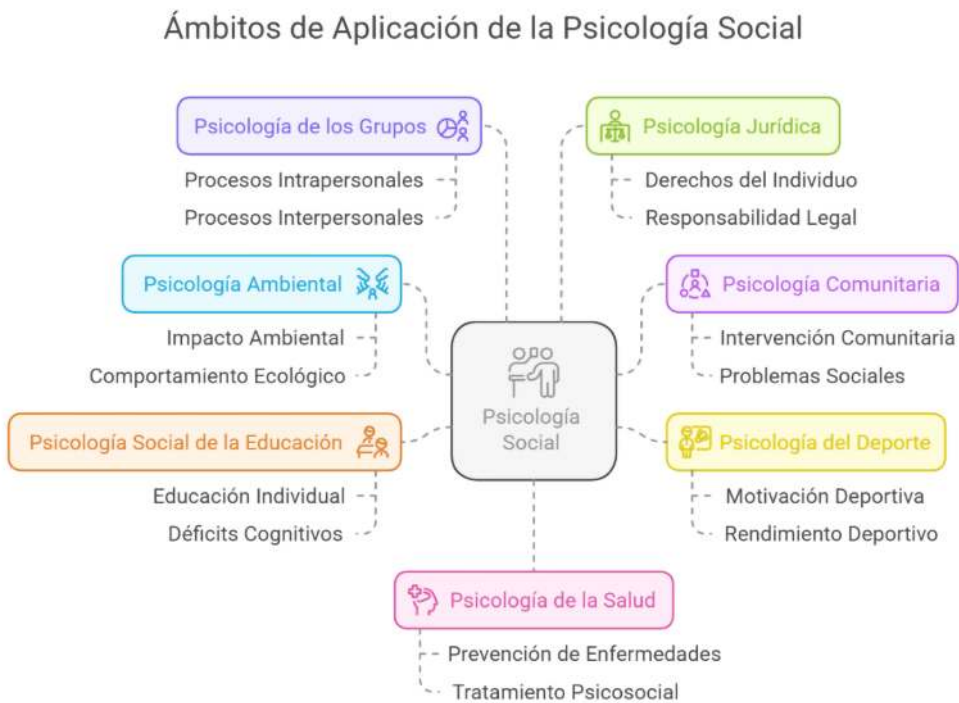 Ámbitos de Aplicación de la Psicología Social
Psicología de los Grupos
Procesos Intrapersonales
Procesos Interpersonales
Psicología Jurídica
Derechos del Individuo
Responsabilidad Legal
Psicología Ambiental
Impacto Ambiental
Comportamiento Ecológico
Psicología Comunitaria
Intervención Comunitaria
Problemas Sociales
Psicología
Social
Psicología Social de la Educación
Educación Individual
Déficits Cognitivos
Psicología del Deporte
Motivación Deportiva
Rendimiento Deportivo
Psicología de la Salud
Prevención de Enfermedades
Tratamiento Psicosocial